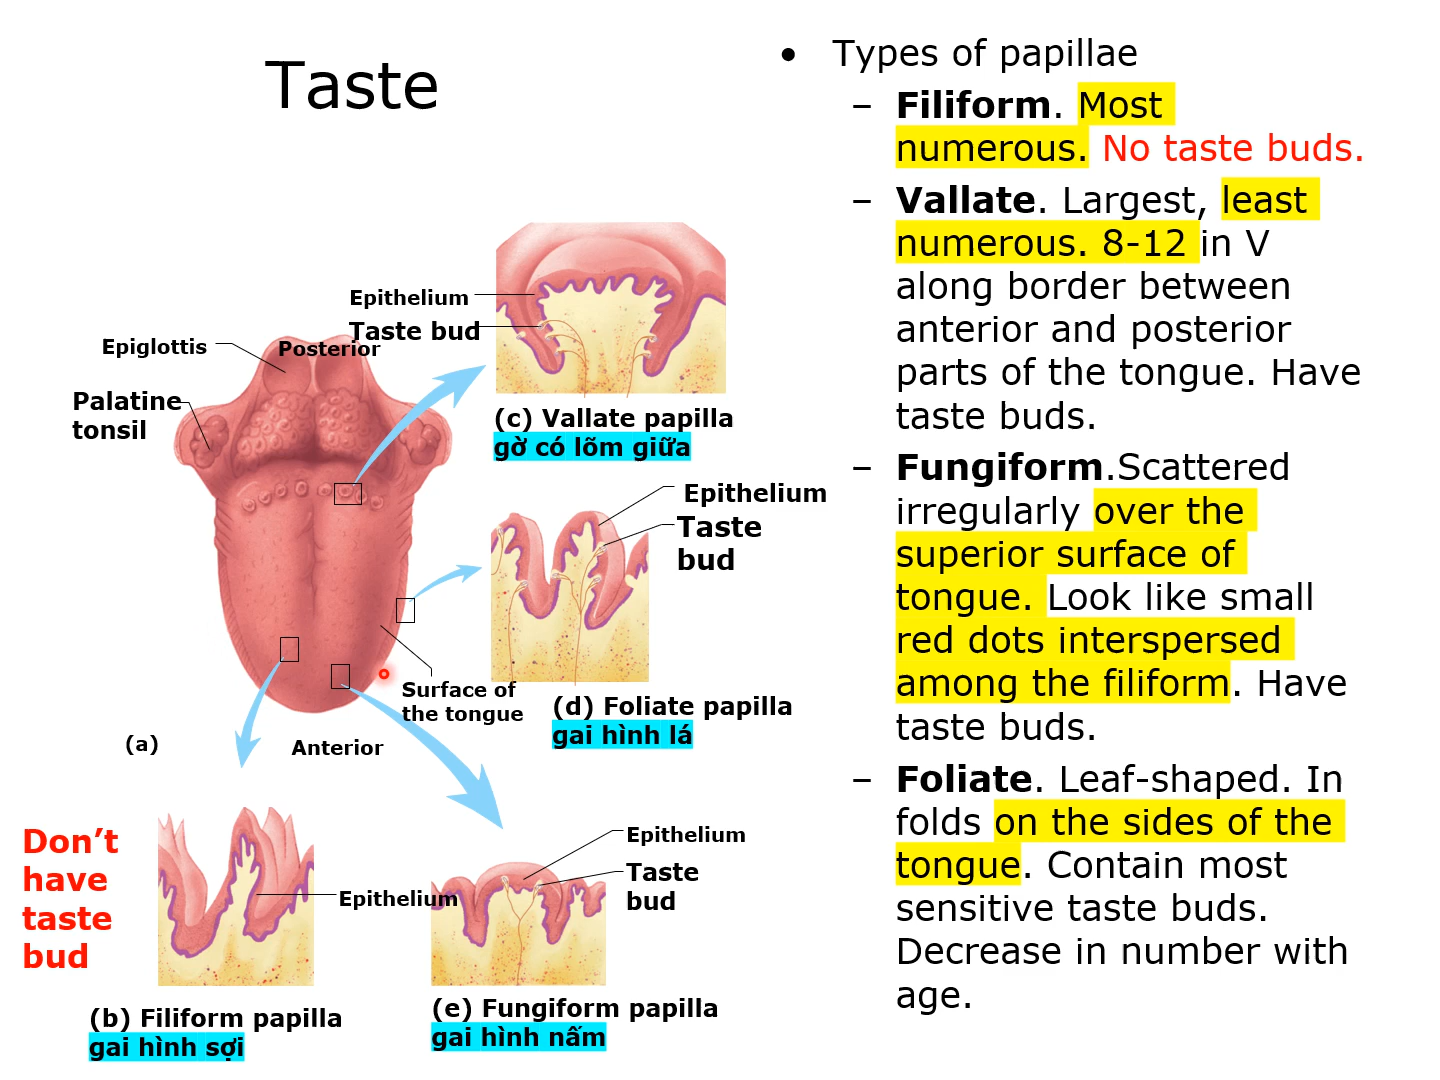 Taste
Epithelium
Taste bud
Posterior
Epiglottis
Palatine
tonsil
(c) Vallate papilla
gờ có lõm giữa
Epithelium
Taste
bud
Surface of
the tongue
(d) Foliate papilla
gai hình lá
(a)
Anterior
Don’t
have
taste
bud
Epithelium
(b) Filiform papilla
gai hình sợi
Epithelium
Taste
bud
(e) Fungiform papilla
gai hình nấm
• Types of papillae
– Filiform. Most
numerous. No taste buds.
– Vallate. Largest, least
numerous. 8-12 in V
along border between
anterior and posterior
parts of the tongue. Have
taste buds.
– Fungiform.Scattered
irregularly over the
superior surface of
tongue. Look like small
red dots interspersed
among the filiform. Have
taste buds.
– Foliate. Leaf-shaped. In
folds on the sides of the
tongue. Contain most
sensitive taste buds.
Decrease in number with
age.